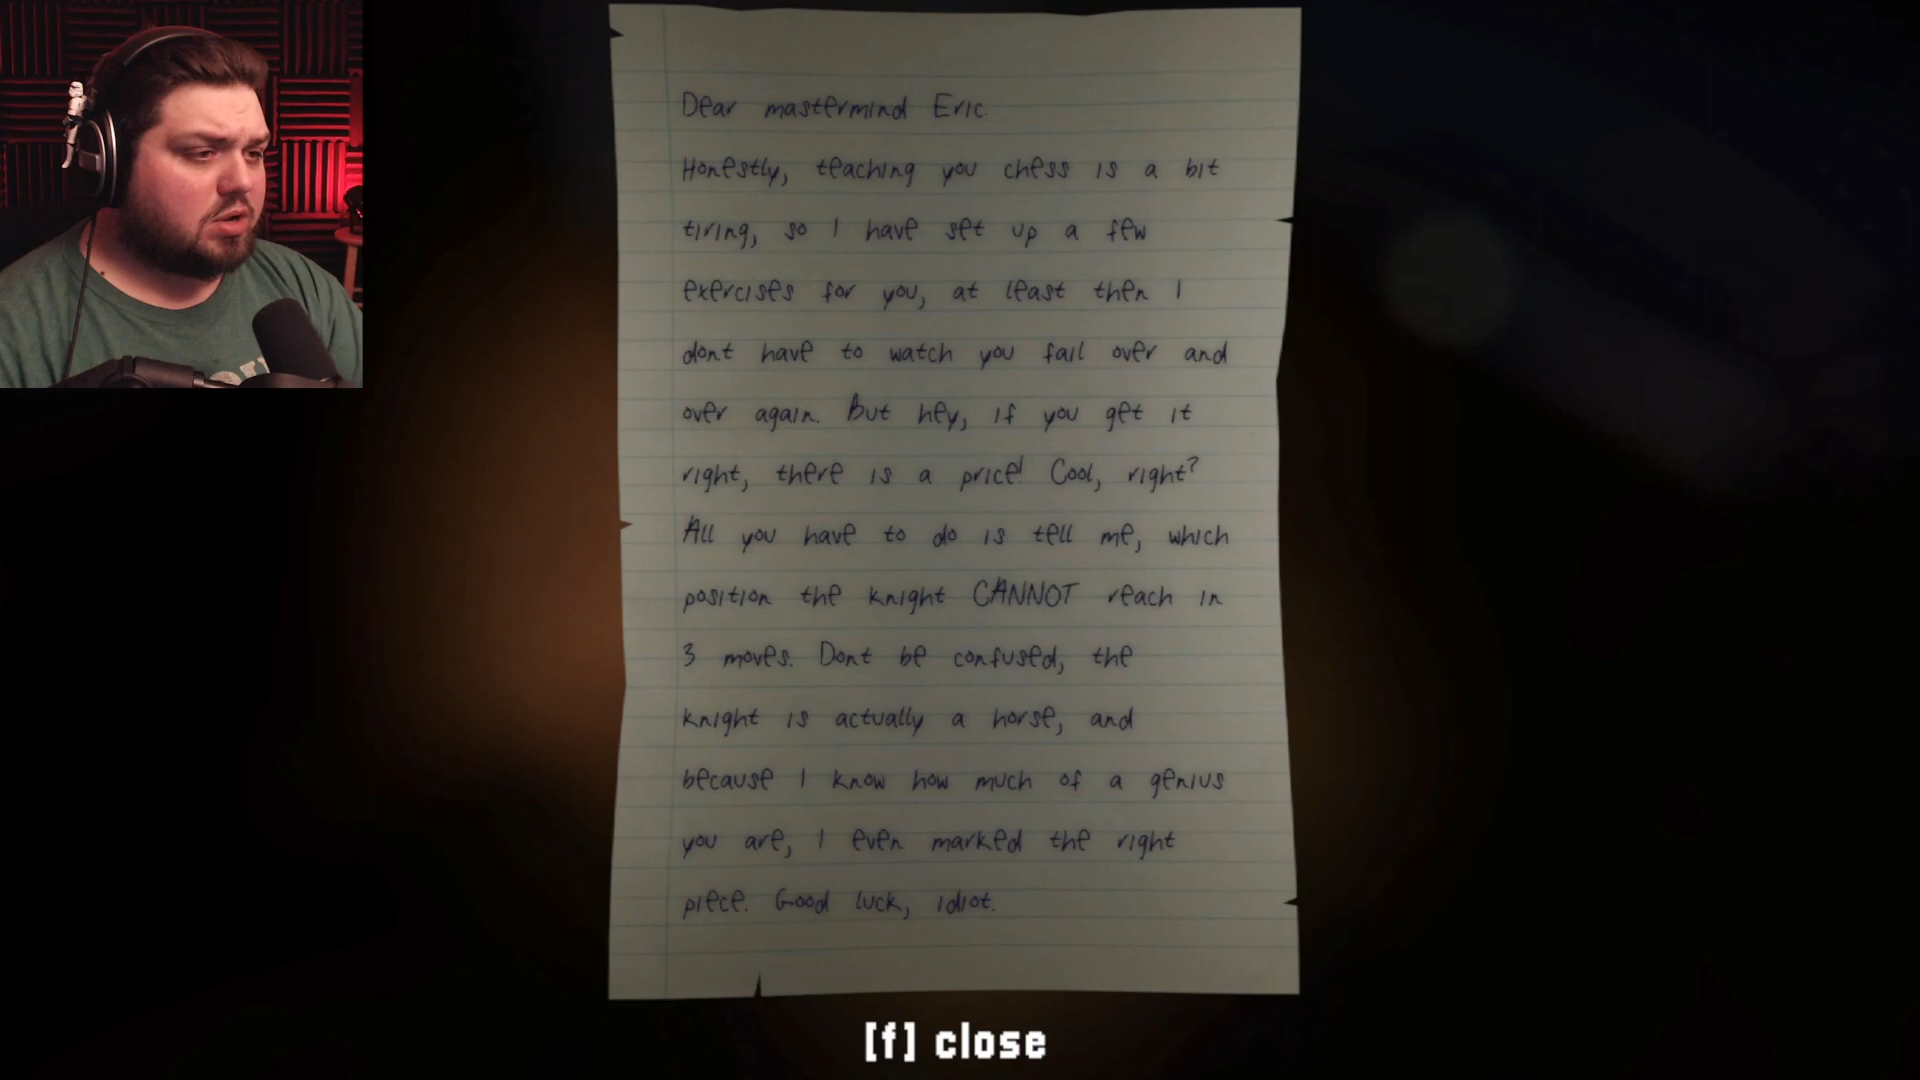 Dear mastermind Eric.
Honestly, teaching you chess is a bit
tiring, so I have set up a few
exercises for you, at least then I
dont have to watch you fail over and
over again. But hey, if you get it
right, there is a price! Cool, right?
All you have to do is tell me, which
position the knight CANNOT reach in
3 moves. Dont be confused, the
knight is actually a horse, and
because I know how much of a genius
you are, I even marked the right
piece. Good luck, idiot.
[f] close